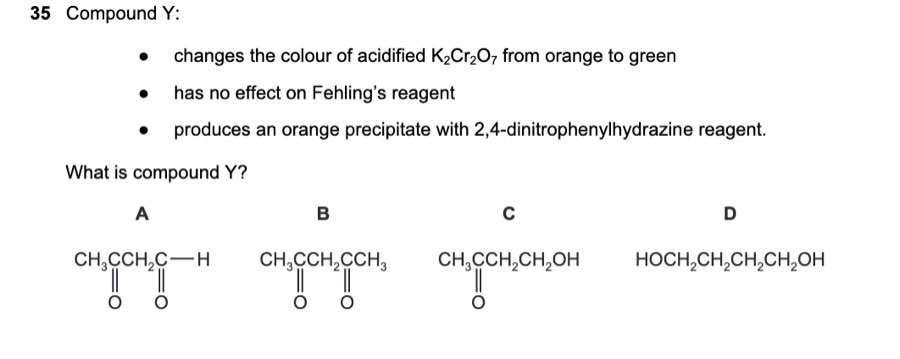 35 Compound Y:
• changes the colour of acidified K₂Cr₂O₇ from orange to green
• has no effect on Fehling's reagent
• produces an orange precipitate with 2,4-dinitrophenylhydrazine reagent.
What is compound Y?
A B C D
CH₃CCH₂C—H CH₃CCH₂CCH₃ CH₃CCH₂CH₂OH HOCH₂CH₂CH₂CH₂OH
O O O O O